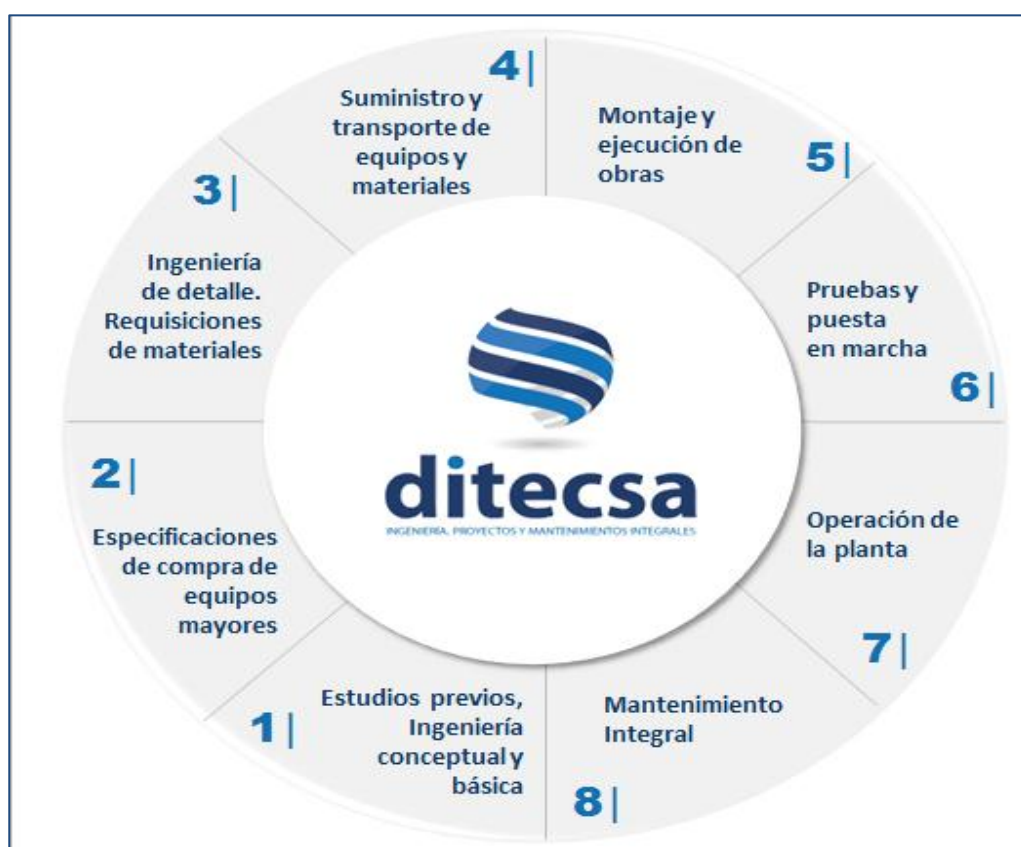 1|
Estudios previos,
Ingeniería
conceptual y
básica
2|
Especificaciones
de compra de
equipos
mayores
3|
Ingeniería
de detalle.
Requisiciones
de materiales
4|
Suministro y
transporte de
equipos y
materiales
Montaje y
ejecución de
obras
5|
Pruebas y
puesta
en marcha
6|
Operación de
la planta
7|
Mantenimiento
Integral
8|
ditecsa
INGENIERÍA, PROYECTOS Y MANTENIMIENTOS INTEGRALES